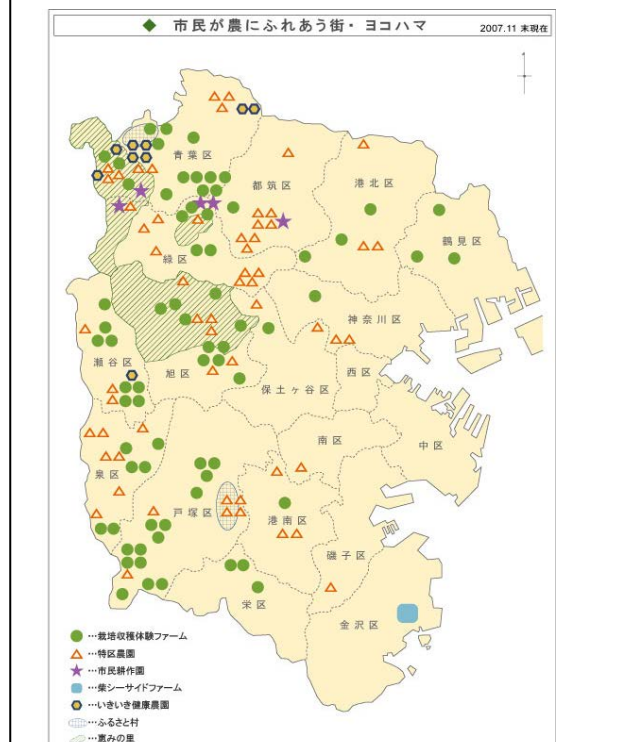 ◆ 市民が農にふれあう街・ヨコハマ
2007.11 末現在
青葉区
都筑区
港北区
鶴見区
緑区
神奈川区
瀬谷区
旭区
西区
保土ヶ谷区
南区
中区
泉区
戸塚区
港南区
磯子区
栄区
金沢区
…栽培収穫体験ファーム
…特区農園
…市民耕作園
…柴シーサイドファーム
…いきいき健康農園
…ふるさと村
…恵みの里